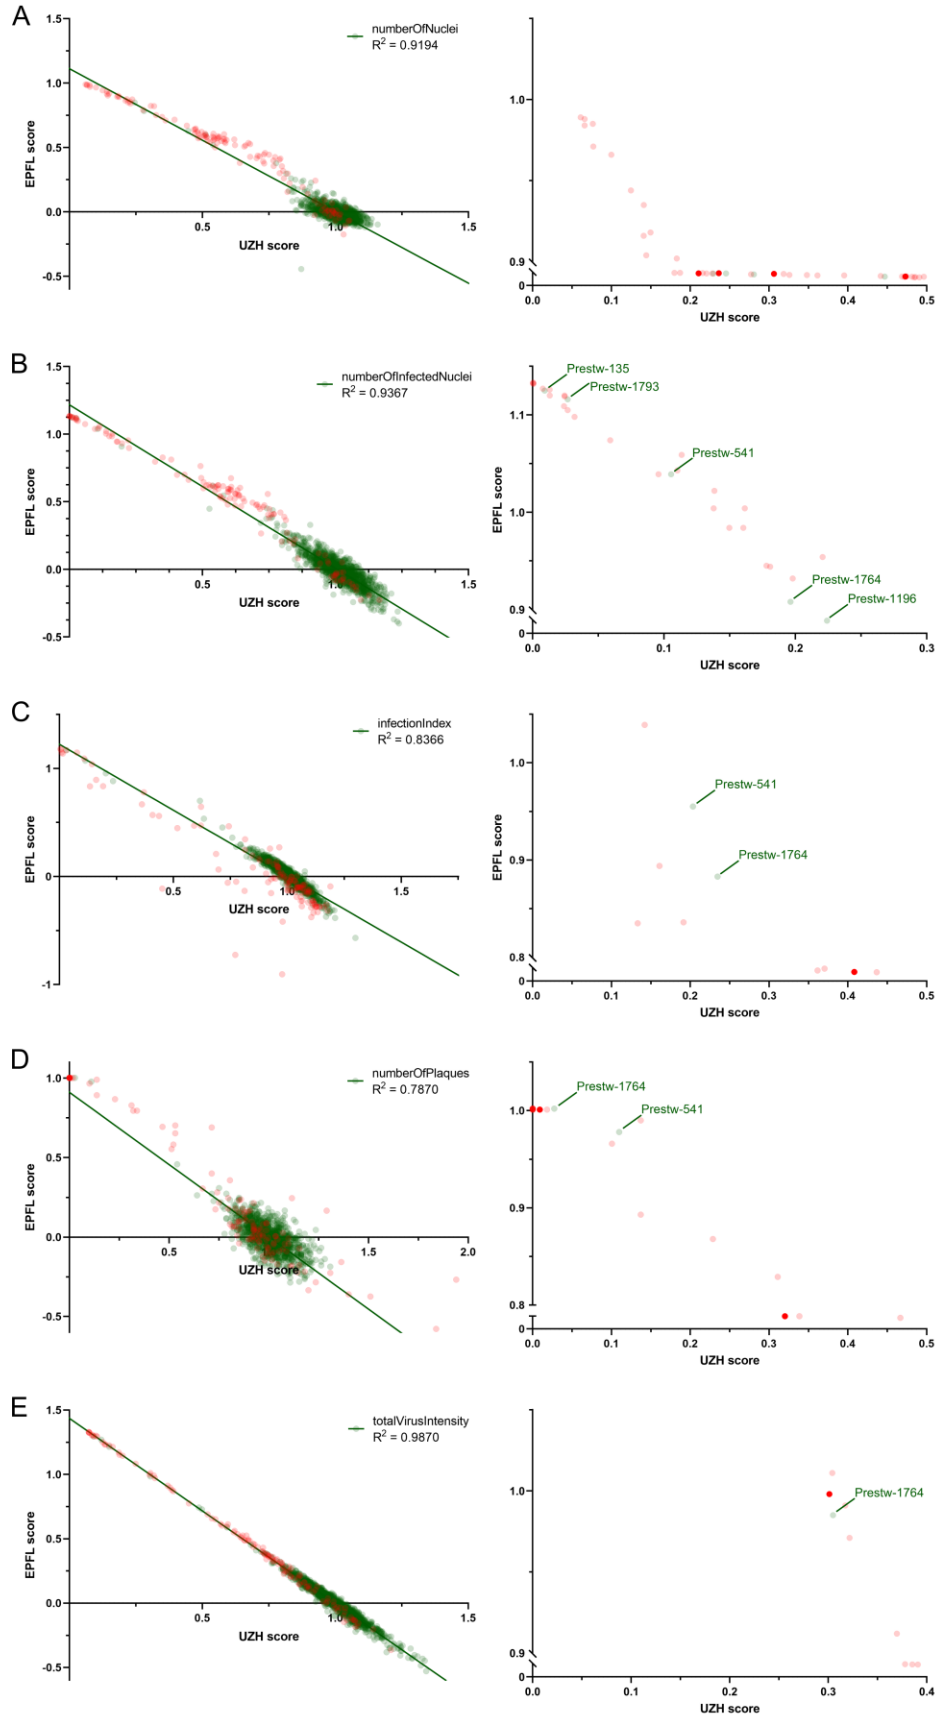 A
1.5
1.0
0.5
0.0
-0.5
EPFL score
0.5
1.0
1.5
UZH score
numberOfNuclei
R² = 0.9194
1.0
0.9
0
EPFL score
0.0
0.1
0.2
0.3
0.4
0.5
UZH score
B
1.5
1.0
0.5
0.0
-0.5
EPFL score
0.5
1.0
1.5
UZH score
numberOfInfectedNuclei
R² = 0.9367
1.1
1.0
0.9
0
EPFL score
Prestw-135
Prestw-1793
Prestw-541
Prestw-1764
Prestw-1196
0.0
0.1
0.2
0.3
UZH score
C
1
0
-1
EPFL score
0.5
1.0
1.5
UZH score
infectionIndex
R² = 0.8366
1.0
0.9
0.8
0
EPFL score
Prestw-541
Prestw-1764
0.0
0.1
0.2
0.3
0.4
0.5
UZH score
D
1.0
0.5
0.0
-0.5
EPFL score
0.5
1.0
1.5
2.0
UZH score
numberOfPlaques
R² = 0.7870
1.0
0.9
0.8
0
EPFL score
Prestw-1764
Prestw-541
0.0
0.1
0.2
0.3
0.4
0.5
UZH score
E
1.5
1.0
0.5
0.0
-0.5
EPFL score
0.5
1.0
1.5
UZH score
totalVirusIntensity
R² = 0.9870
1.0
0.9
0
EPFL score
Prestw-1764
0.0
0.1
0.2
0.3
0.4
UZH score